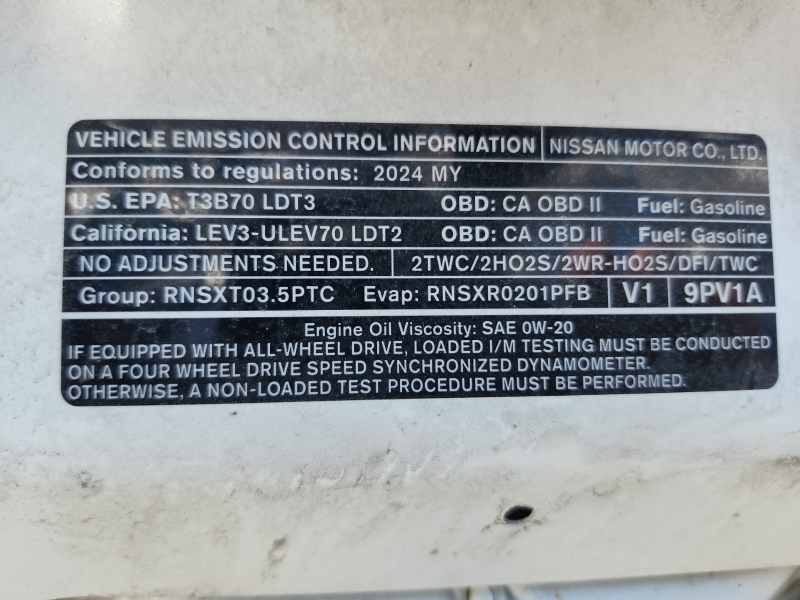 VEHICLE EMISSION CONTROL INFORMATION NISSAN MOTOR CO., LTD.
Conforms to regulations: 2024 MY
U.S. EPA: T3B70 LDT3 OBD: CA OBD II Fuel: Gasoline
California: LEV3-ULEV70 LDT2 OBD: CA OBD II Fuel: Gasoline
NO ADJUSTMENTS NEEDED. 2TWC/2HO2S/2WR-HO2S/DFI/TWC
Group: RNSXT03.5PTC Evap: RNSXR0201PFB V1 9PV1A
Engine Oil Viscosity: SAE 0W-20
IF EQUIPPED WITH ALL-WHEEL DRIVE, LOADED I/M TESTING MUST BE CONDUCTED
ON A FOUR WHEEL DRIVE SPEED SYNCHRONIZED DYNAMOMETER.
OTHERWISE, A NON-LOADED TEST PROCEDURE MUST BE PERFORMED.